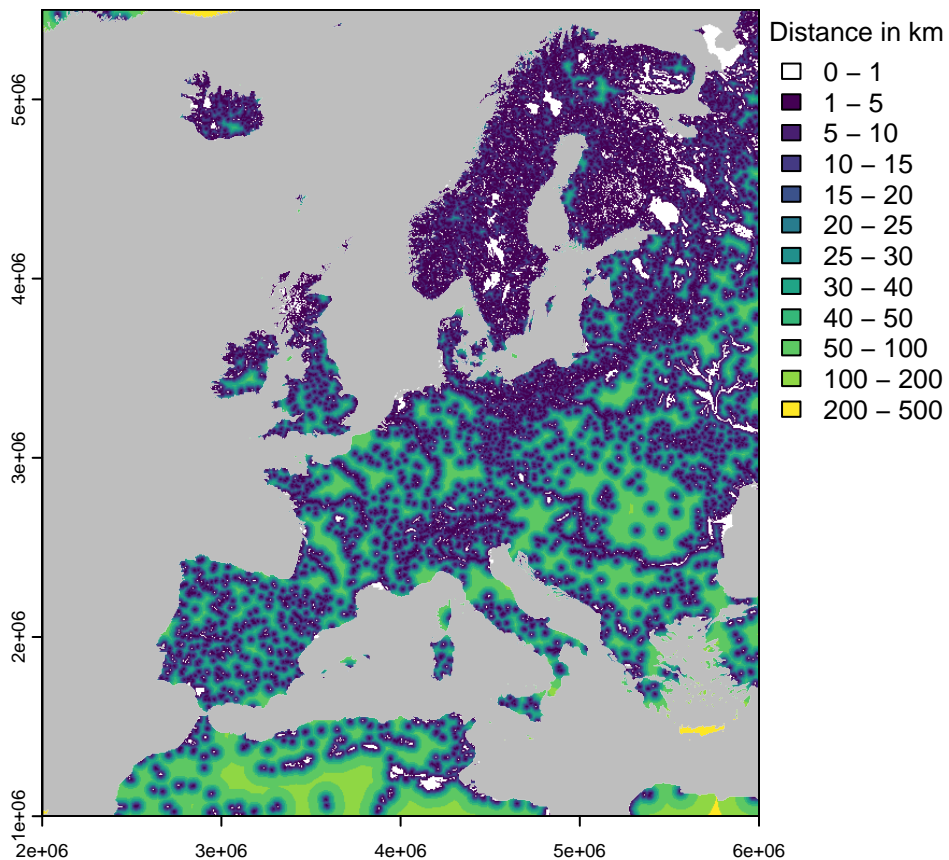 Distance in km
0 – 1
1 – 5
5 – 10
10 – 15
15 – 20
20 – 25
25 – 30
30 – 40
40 – 50
50 – 100
100 – 200
200 – 500
5e+06
4e+06
3e+06
2e+06
1e+06
2e+06 3e+06 4e+06 5e+06 6e+06